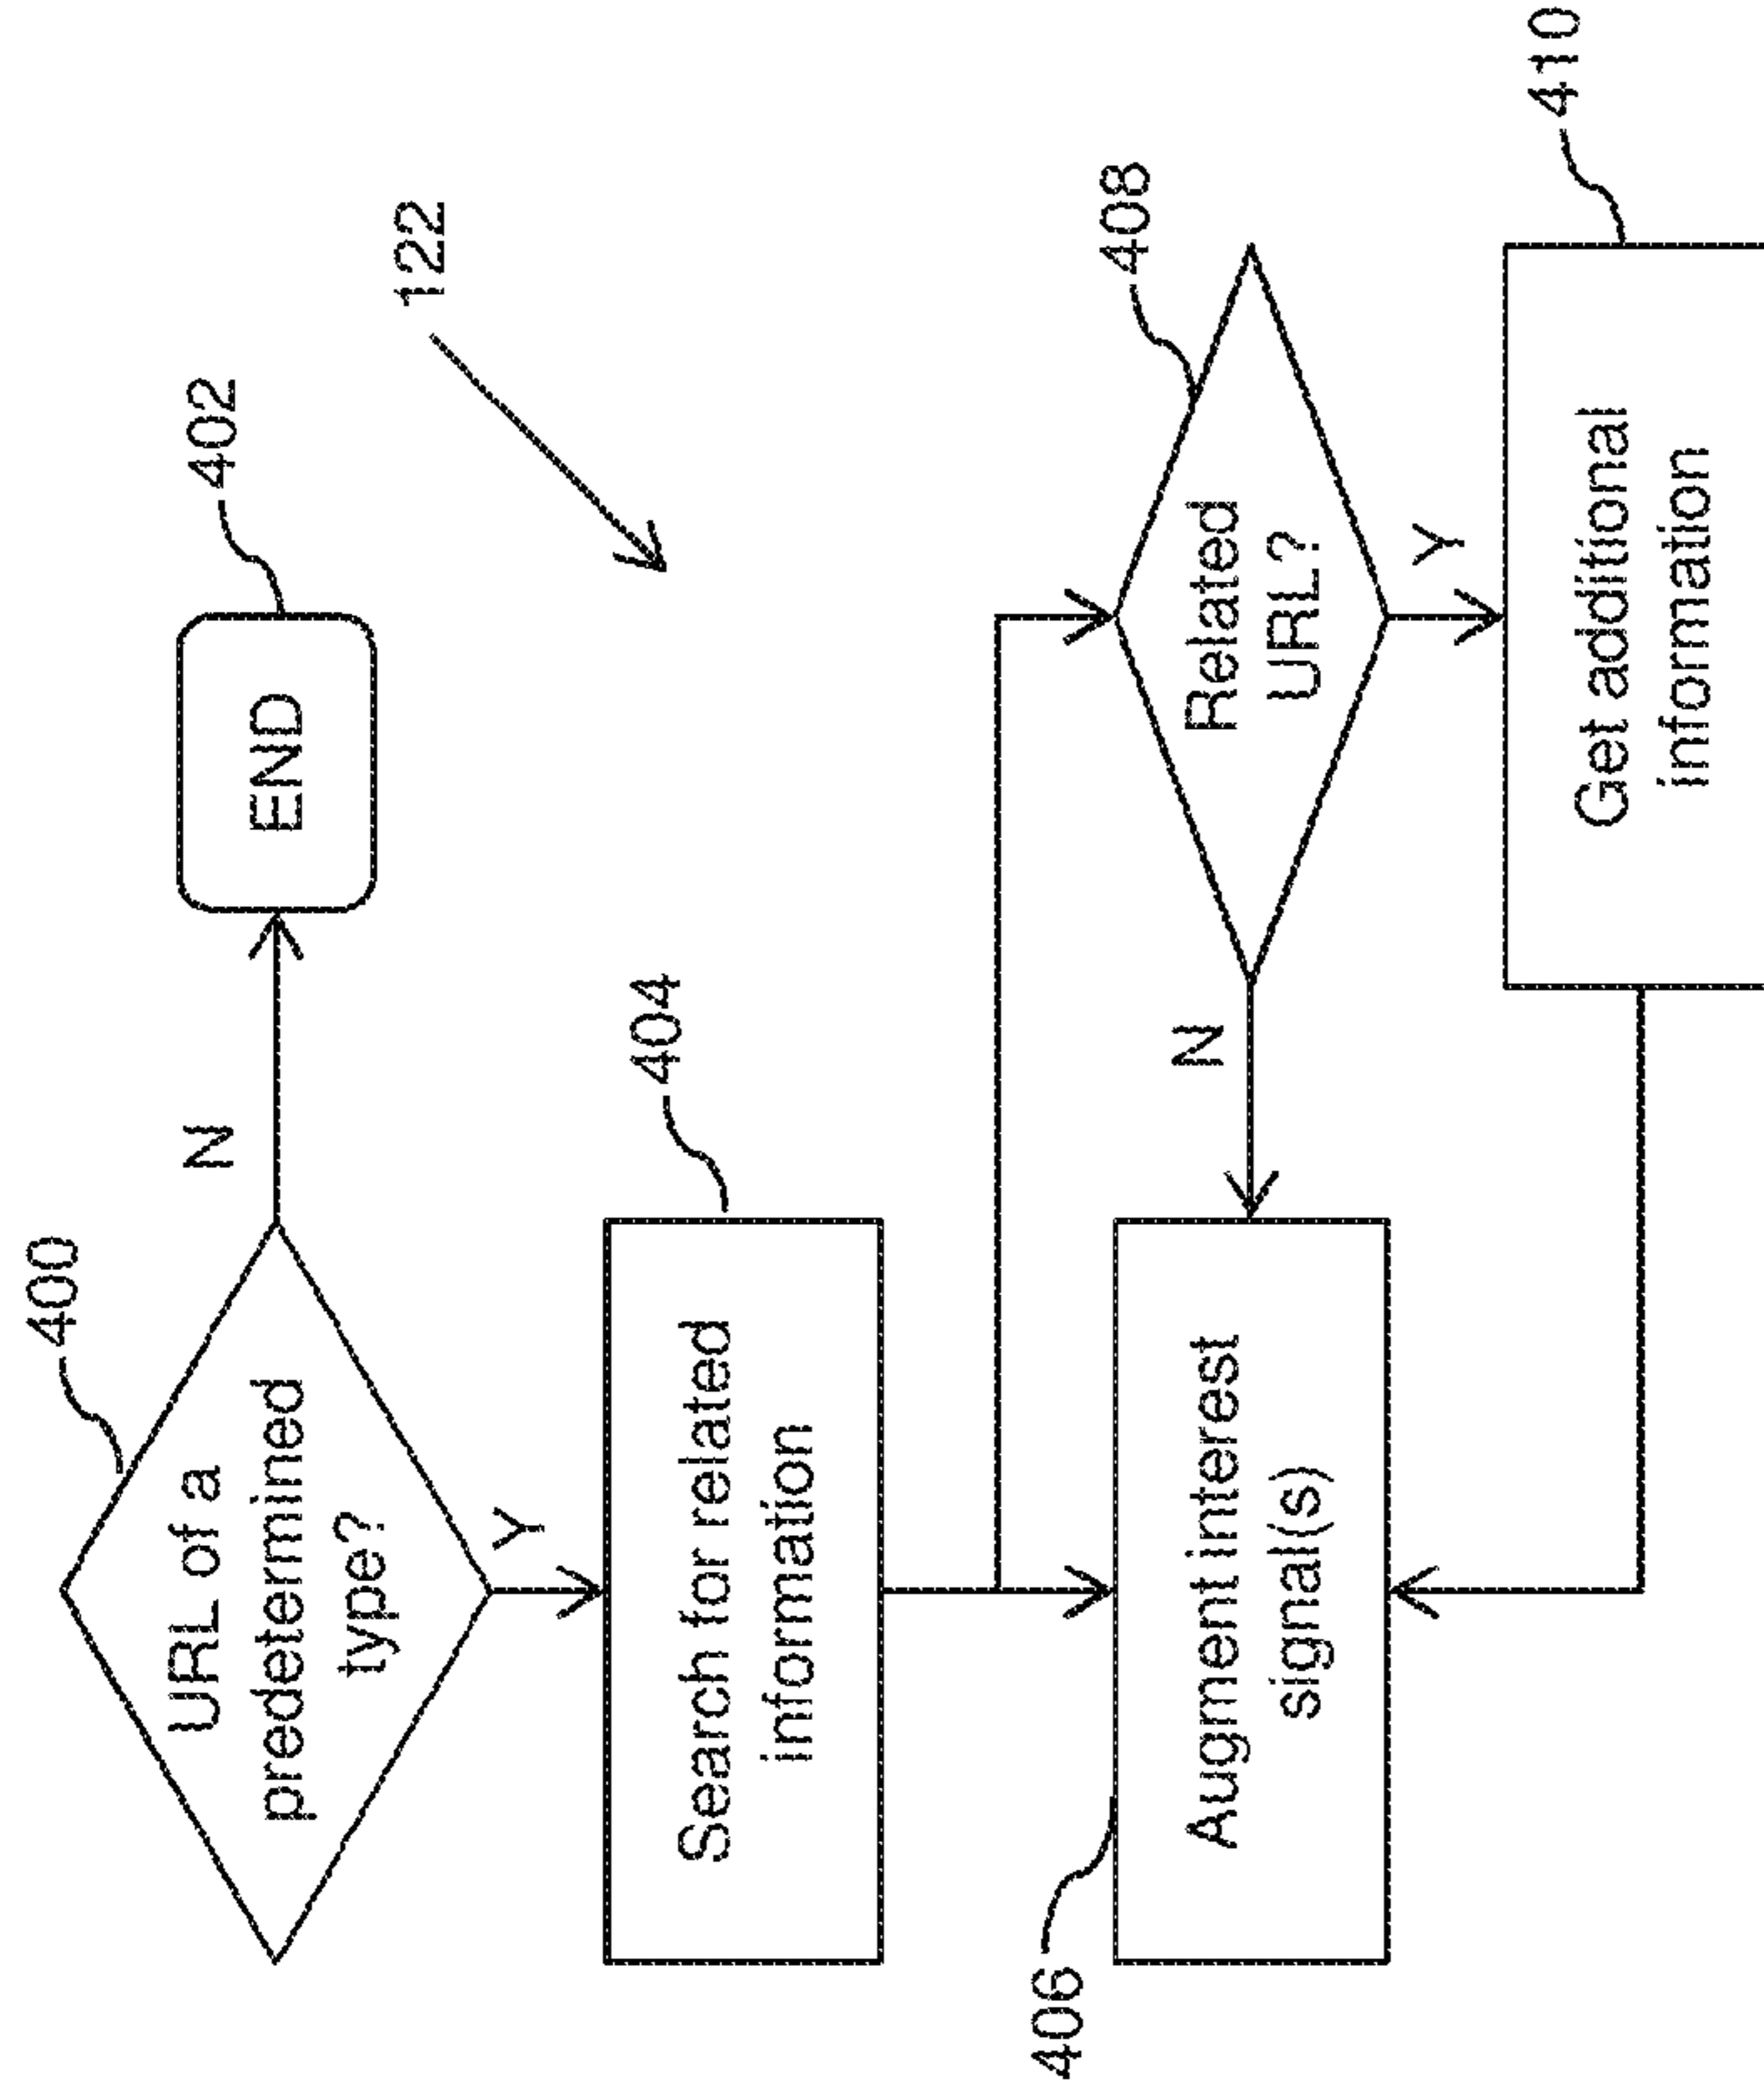 400
URL of a
predetermined
type?
N
END
402
Y
122
Search for related
information
404
406
Augment interest
signal(s)
N
Related
URL?
408
Y
Get additional
information
410